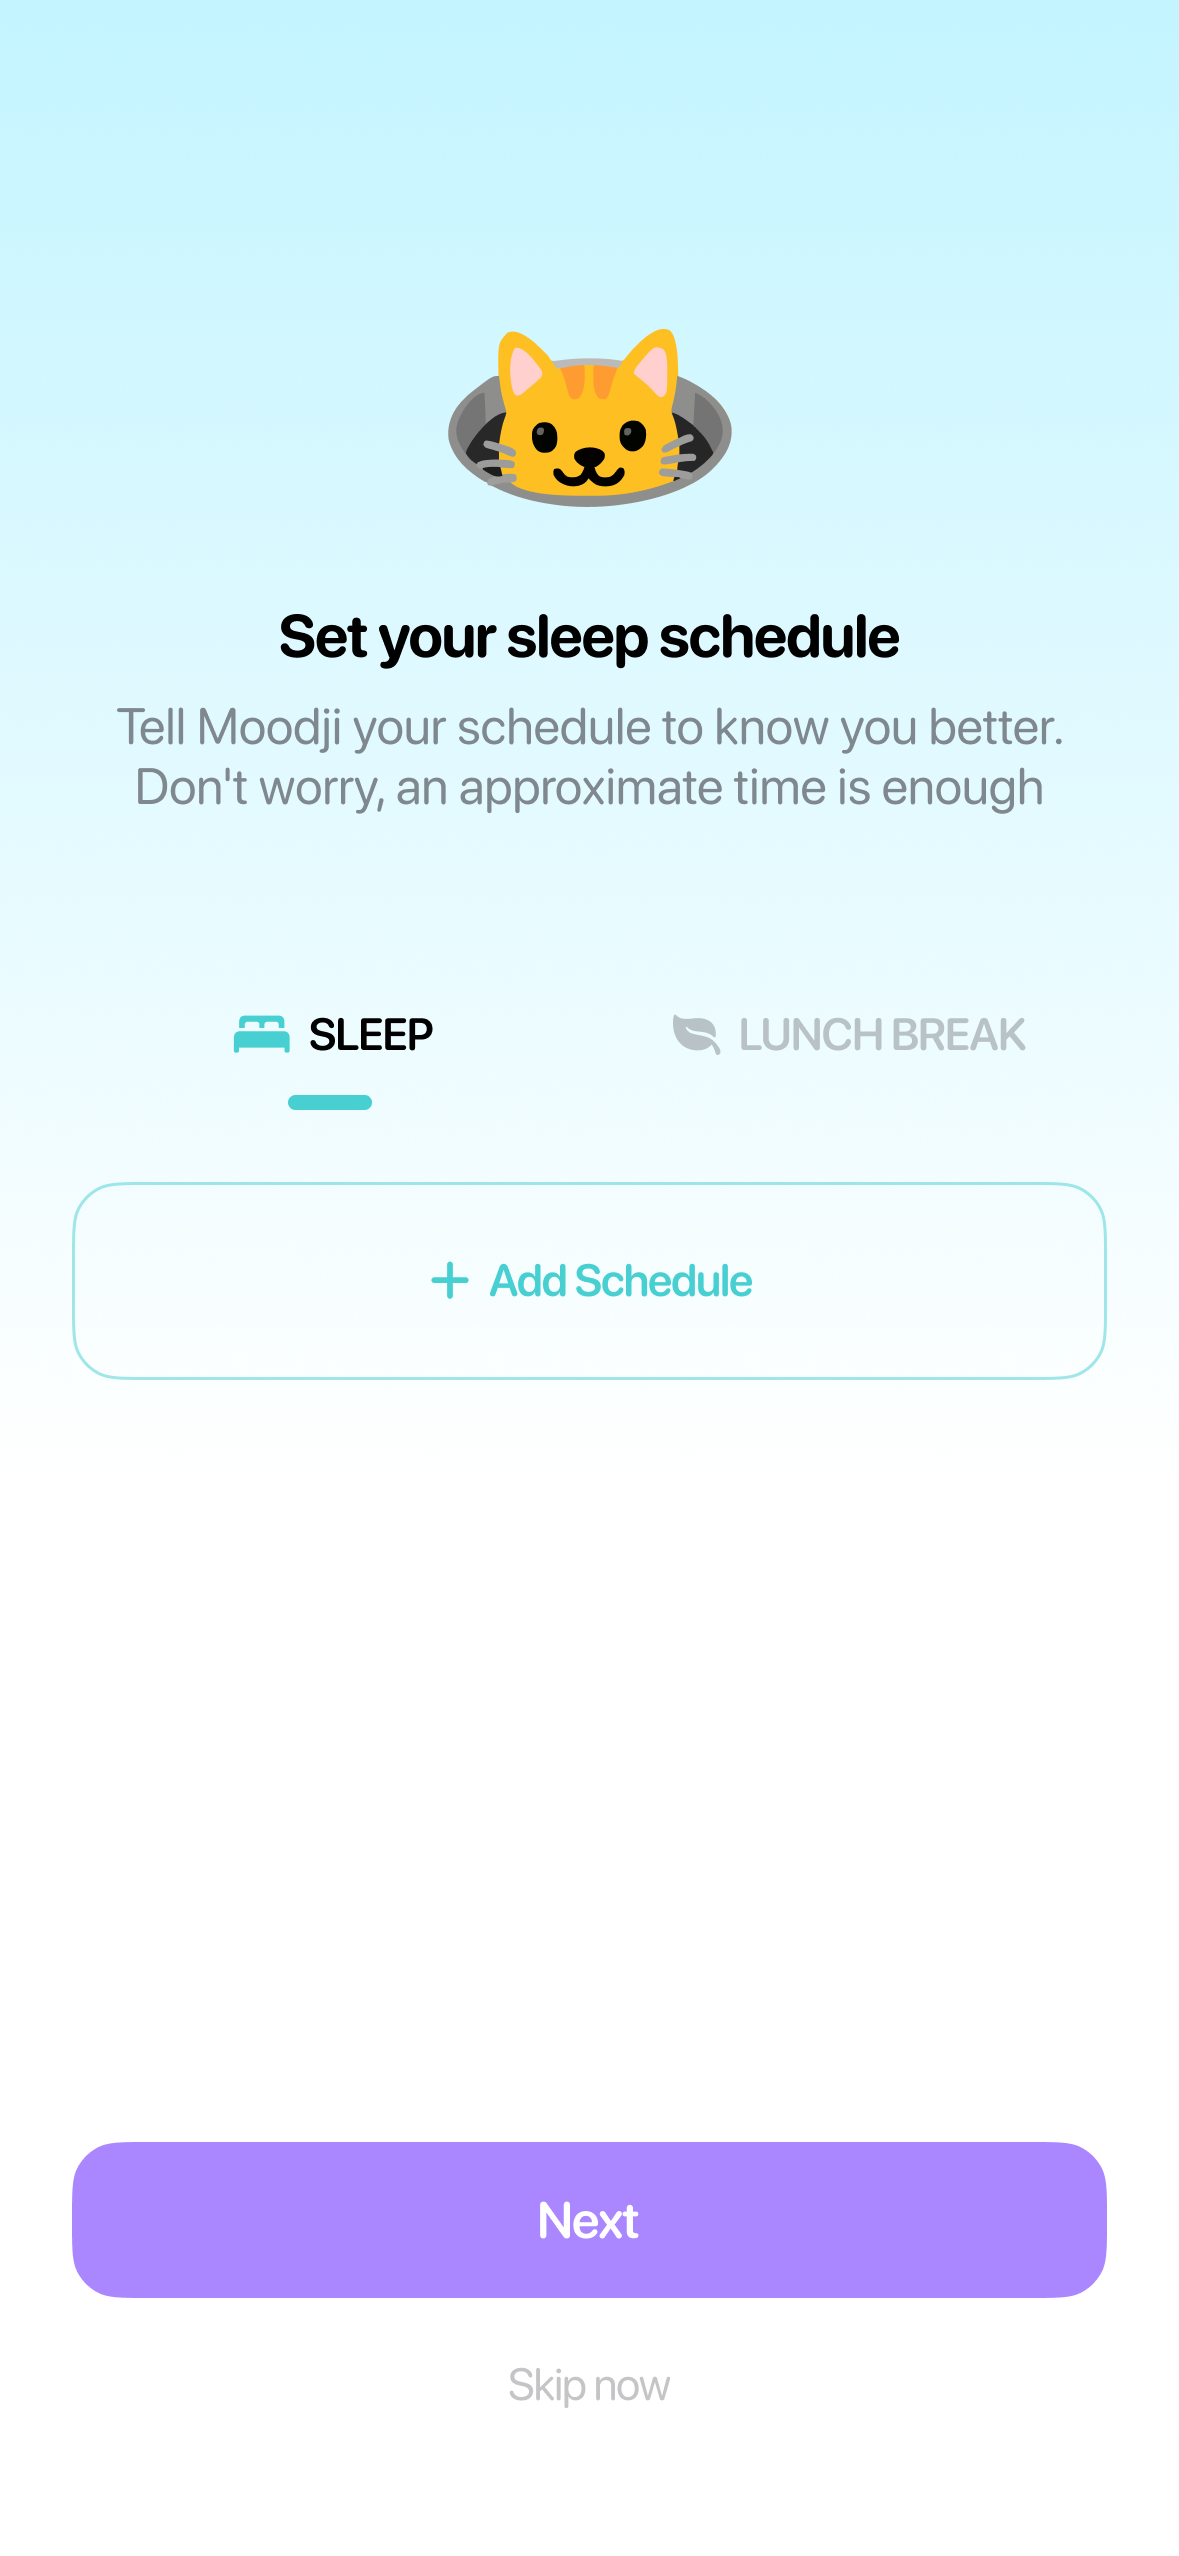 Set your sleep schedule
Tell Moodji your schedule to know you better.
Don't worry, an approximate time is enough
SLEEP
LUNCH BREAK
Add Schedule
Next
Skip now